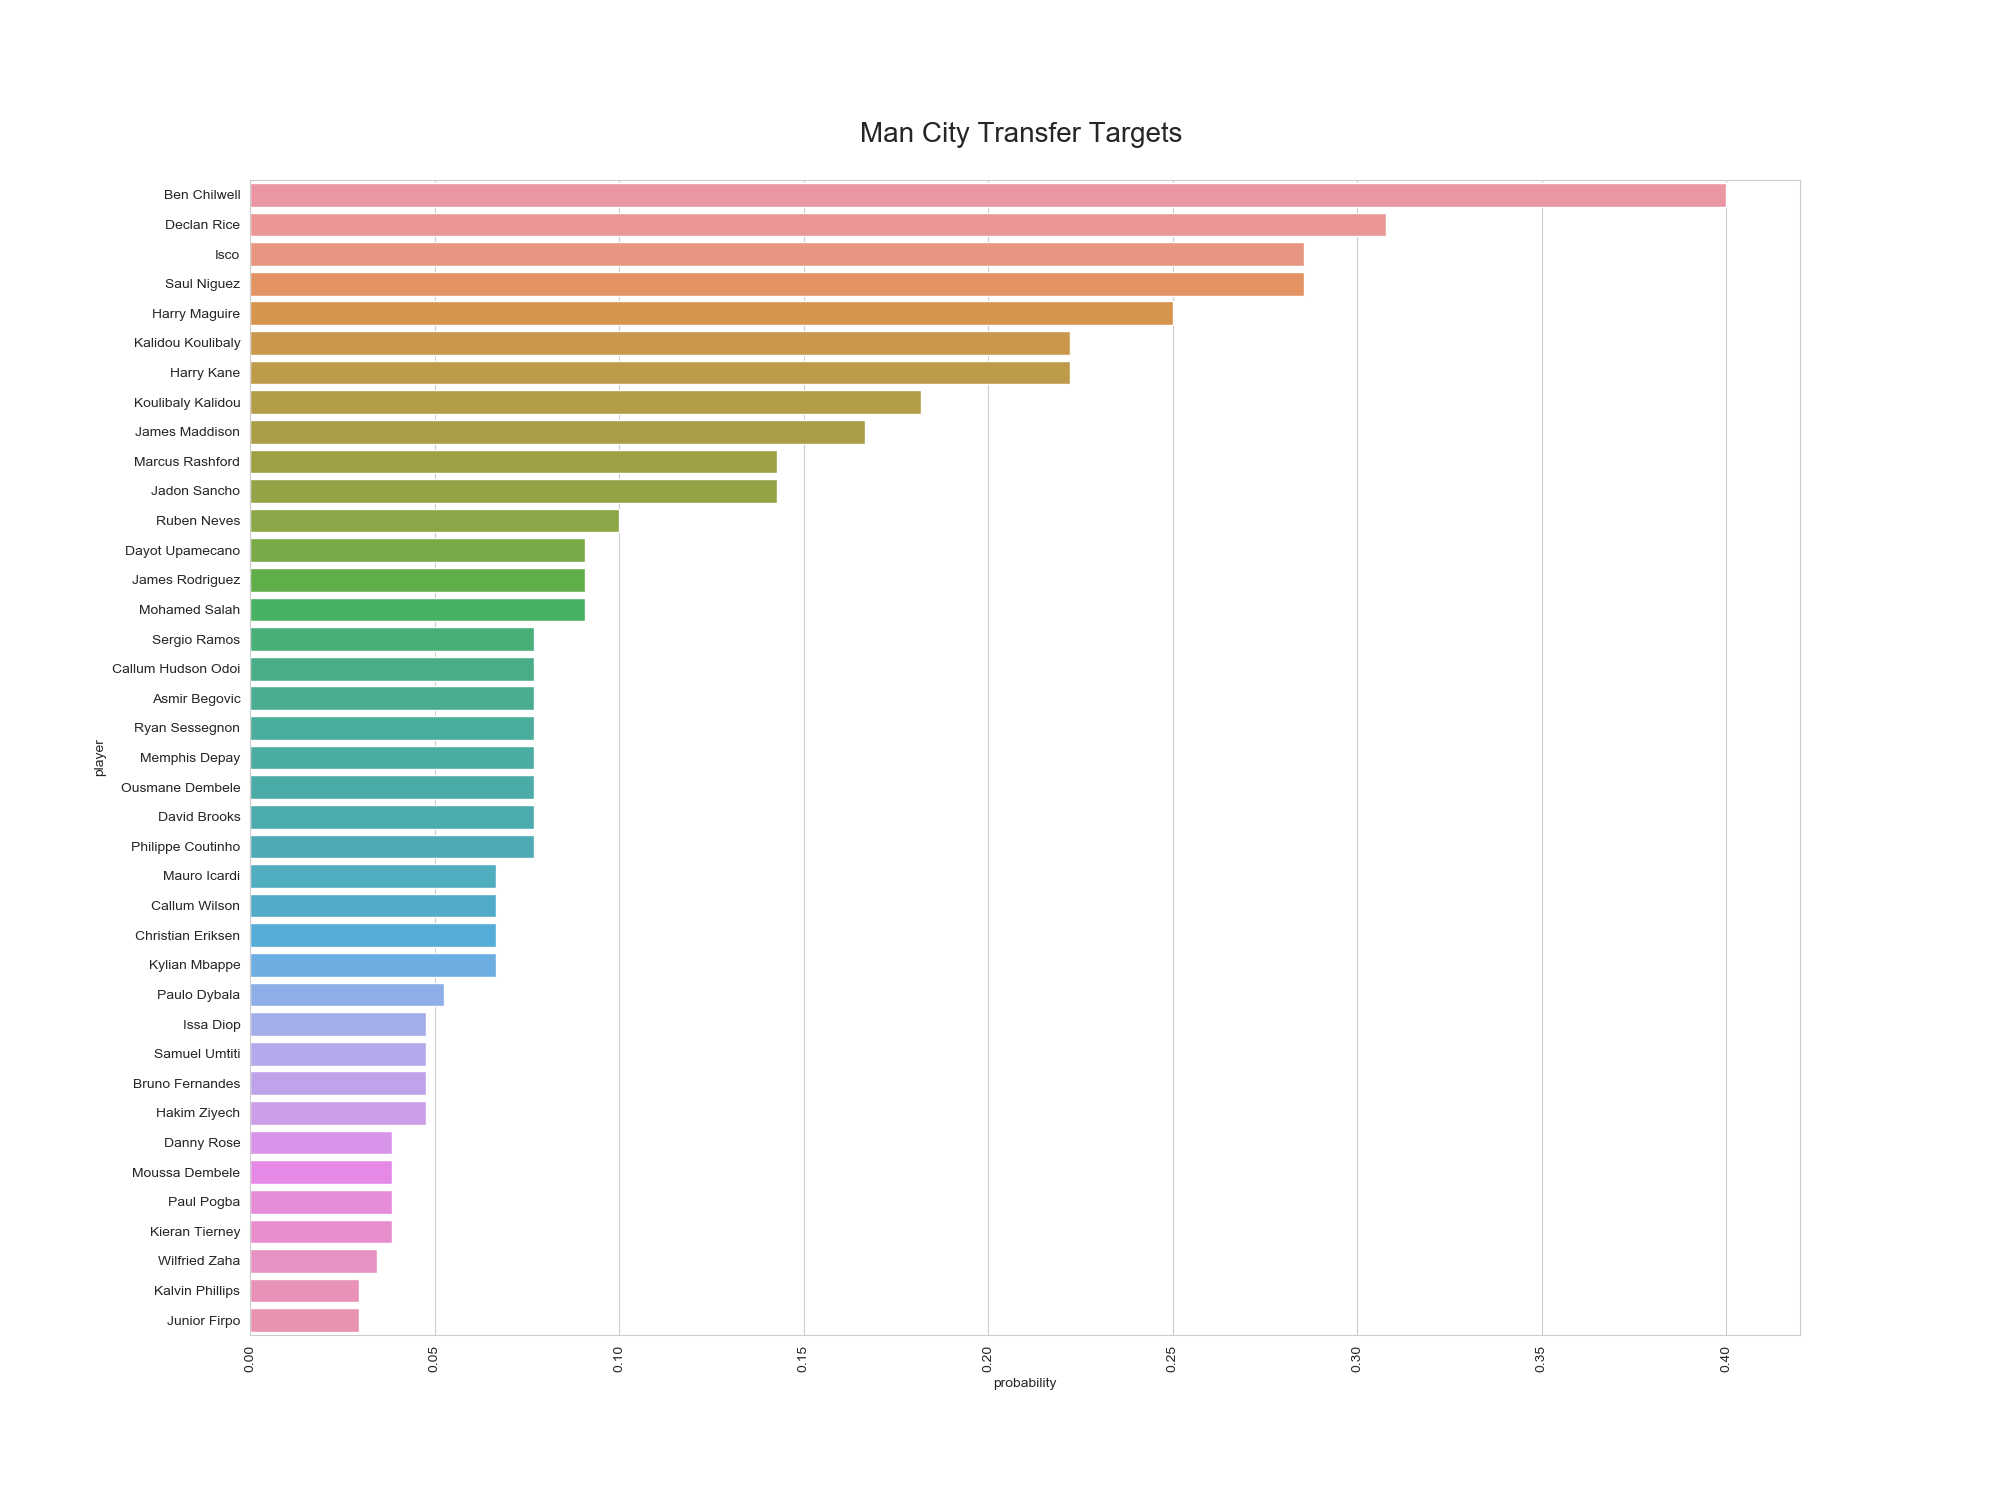 Man City Transfer Targets
Ben Chilwell
Declan Rice
Isco
Saul Niguez
Harry Maguire
Kalidou Koulibaly
Harry Kane
Koulibaly Kalidou
James Maddison
Marcus Rashford
Jadon Sancho
Ruben Neves
Dayot Upamecano
James Rodriguez
Mohamed Salah
Sergio Ramos
Callum Hudson Odoi
Asmir Begovic
Ryan Sessegnon
Memphis Depay
Ousmane Dembele
David Brooks
Philippe Coutinho
Mauro Icardi
Callum Wilson
Christian Eriksen
Kylian Mbappe
Paulo Dybala
Issa Diop
Samuel Umtiti
Bruno Fernandes
Hakim Ziyech
Danny Rose
Moussa Dembele
Paul Pogba
Kieran Tierney
Wilfried Zaha
Kalvin Phillips
Junior Firpo
player
0.00
0.05
0.10
0.15
0.20
0.25
0.30
0.35
0.40
probability